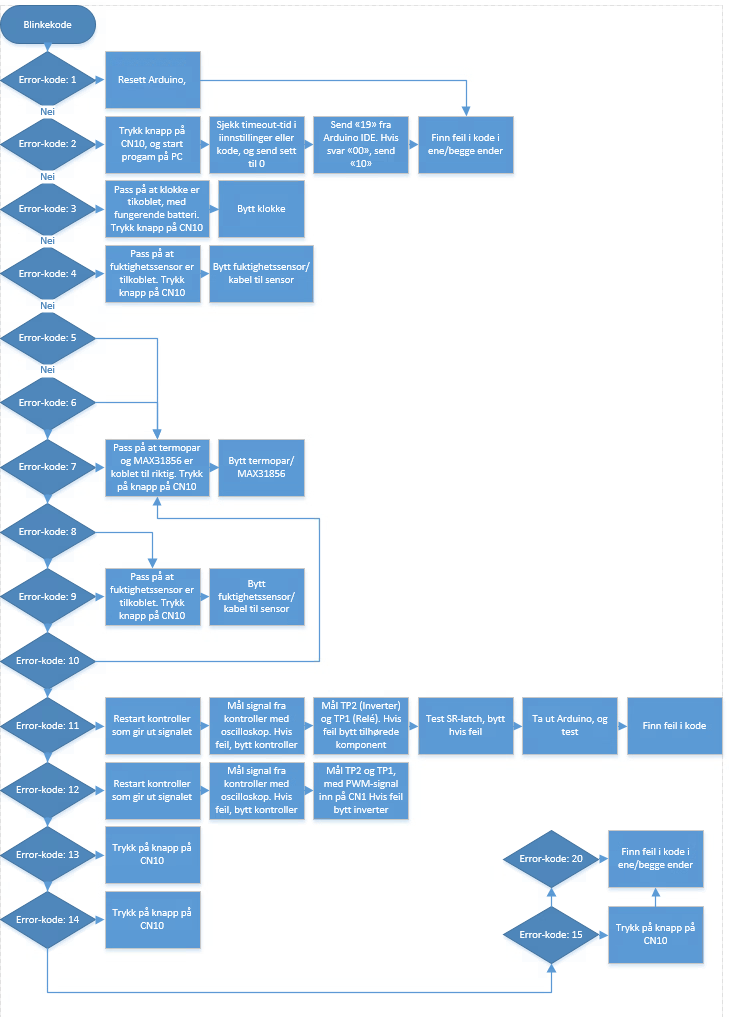 Blinkekode
Error-kode: 1
Resett Arduino,
Nei
Error-kode: 2
Trykk knapp på
CN10, og start
progam på PC
Sjekk timeout-tid i
iinnstillinger eller
kode, og send sett
til 0
Send «19» fra
Arduino IDE. Hvis
svar «00», send
«10»
Finn feil i kode i
ene/begge ender
Nei
Error-kode: 3
Pass på at klokke er
tikoblet, med
fungerende batteri.
Trykk knapp på CN10
Bytt klokke
Nei
Error-kode: 4
Pass på at
fuktighetssensor er
tilkoblet. Trykk
knapp på CN10
Bytt fuktighetssensor/
kabel til sensor
Nei
Error-kode: 5
Nei
Error-kode: 6
Error-kode: 7
Pass på at termopar
og MAX31856 er
koblet til riktig. Trykk
på knapp på CN10
Bytt termopar/
MAX31856
Error-kode: 8
Error-kode: 9
Pass på at
fuktighetssensor er
tilkoblet. Trykk
knapp på CN10
Bytt
fuktighetssensor/
kabel til sensor
Error-kode: 10
Error-kode: 11
Restart kontroller
som gir ut signalet
Mål signal fra
kontroller med
oscilloskop. Hvis
feil, bytt kontroller
Mål TP2 (Inverter)
og TP1 (Relé). Hvis
feil bytt tilhørede
komponent
Test SR-latch, bytt
hvis feil
Ta ut Arduino, og
test
Finn feil i kode
Error-kode: 12
Restart kontroller
som gir ut signalet
Mål signal fra
kontroller med
oscilloskop. Hvis
feil, bytt kontroller
Mål TP2 og TP1,
med PWM-signal
inn på CN1 Hvis feil
bytt inverter
Error-kode: 13
Trykk på knapp på
CN10
Error-kode: 20
Finn feil i kode i
ene/begge ender
Error-kode: 14
Trykk på knapp på
CN10
Error-kode: 15
Trykk på knapp på
CN10